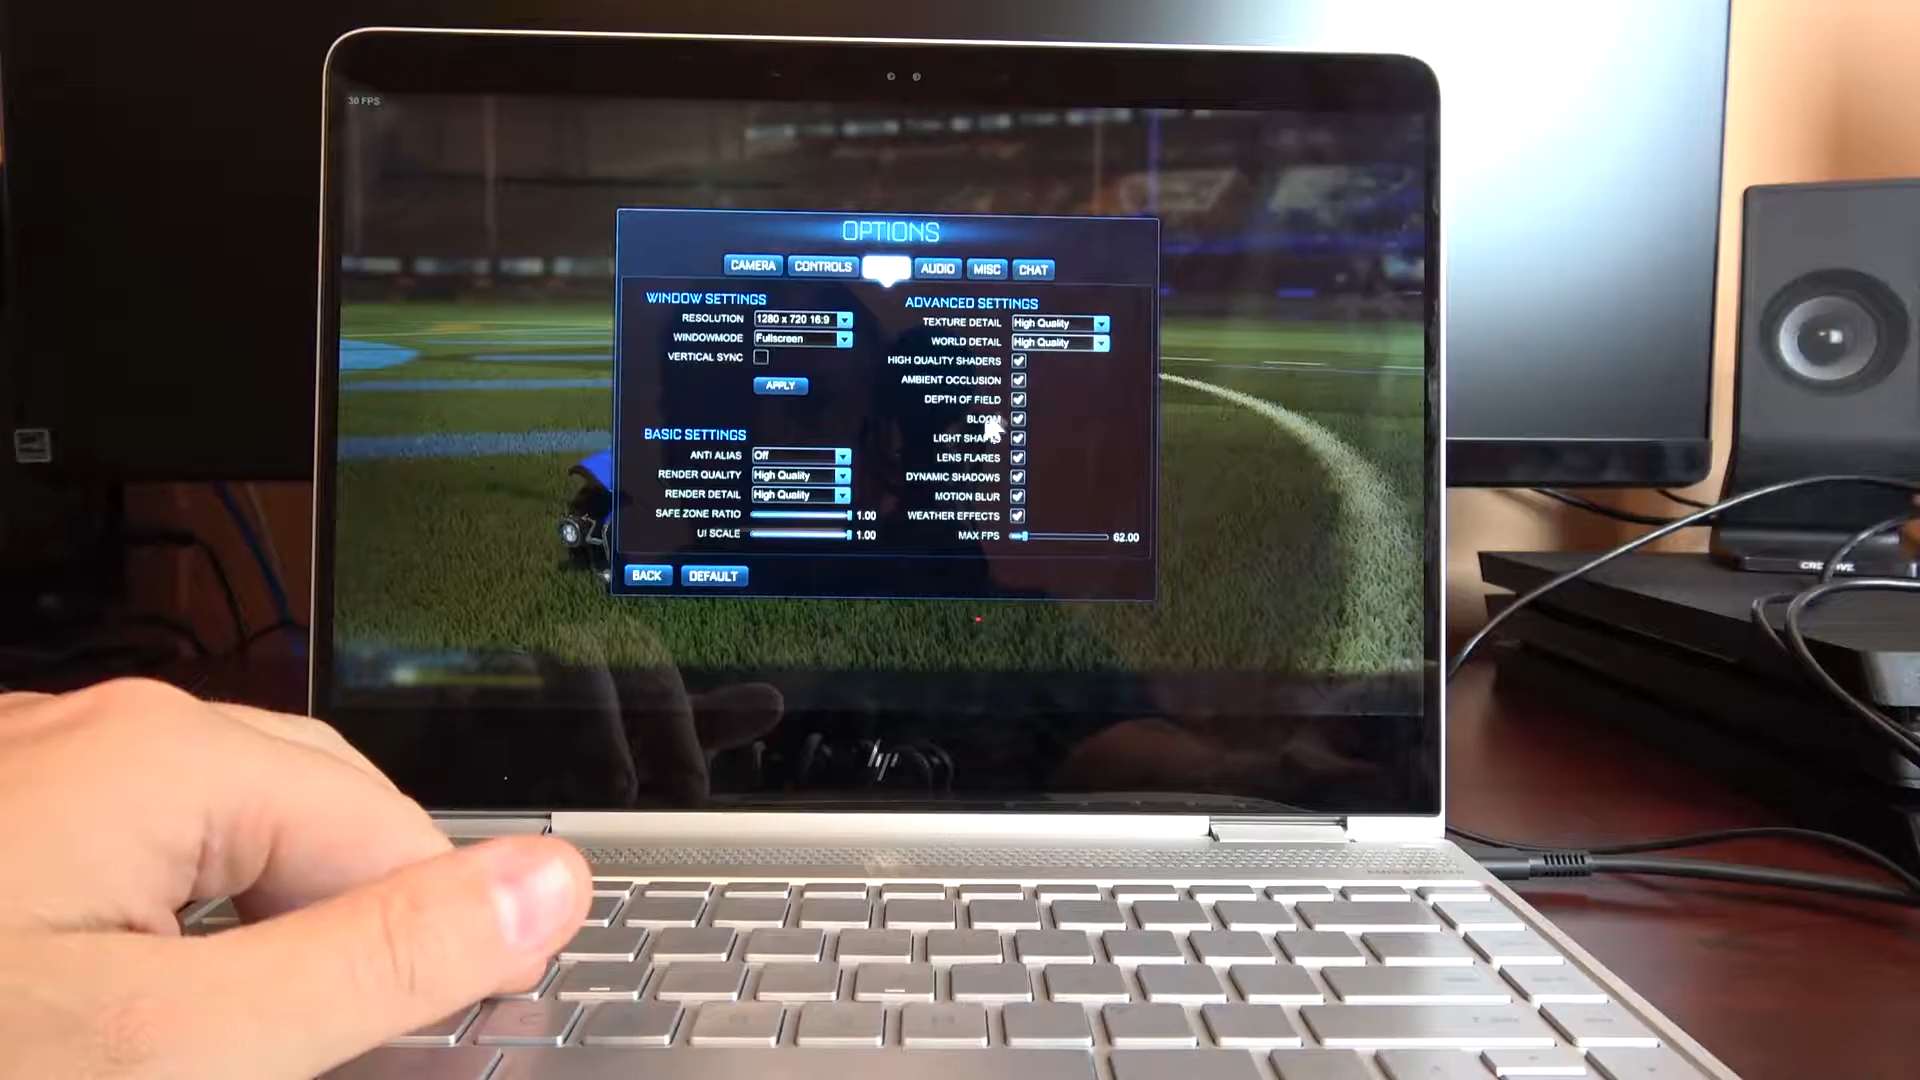 30 FPS
OPTIONS
CAMERA CONTROLS AUDIO MISC CHAT
WINDOW SETTINGS
RESOLUTION 1280 x 720 16:9
WINDOWMODE Fullscreen
VERTICAL SYNC
APPLY
BASIC SETTINGS
ANTI ALIAS Off
RENDER QUALITY High Quality
RENDER DETAIL High Quality
SAFE ZONE RATIO 1.00
UI SCALE 1.00
ADVANCED SETTINGS
TEXTURE DETAIL High Quality
WORLD DETAIL High Quality
HIGH QUALITY SHADERS
AMBIENT OCCLUSION
DEPTH OF FIELD
BLOOM
LIGHT SHAFTS
LENS FLARES
DYNAMIC SHADOWS
MOTION BLUR
WEATHER EFFECTS
MAX FPS 62.00
BACK DEFAULT
hp